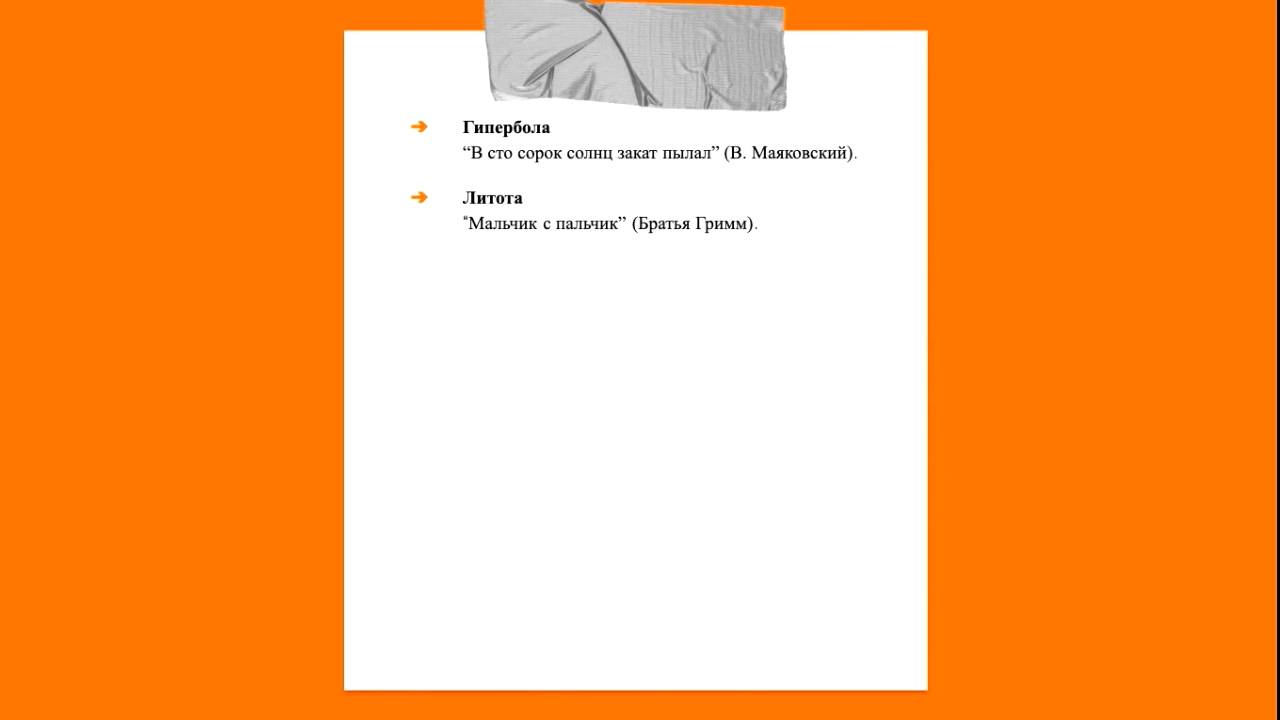 Гипербола
“В сто сорок солнц закат пылал” (В. Маяковский).
Литота
“Мальчик с пальчик” (Братья Гримм).